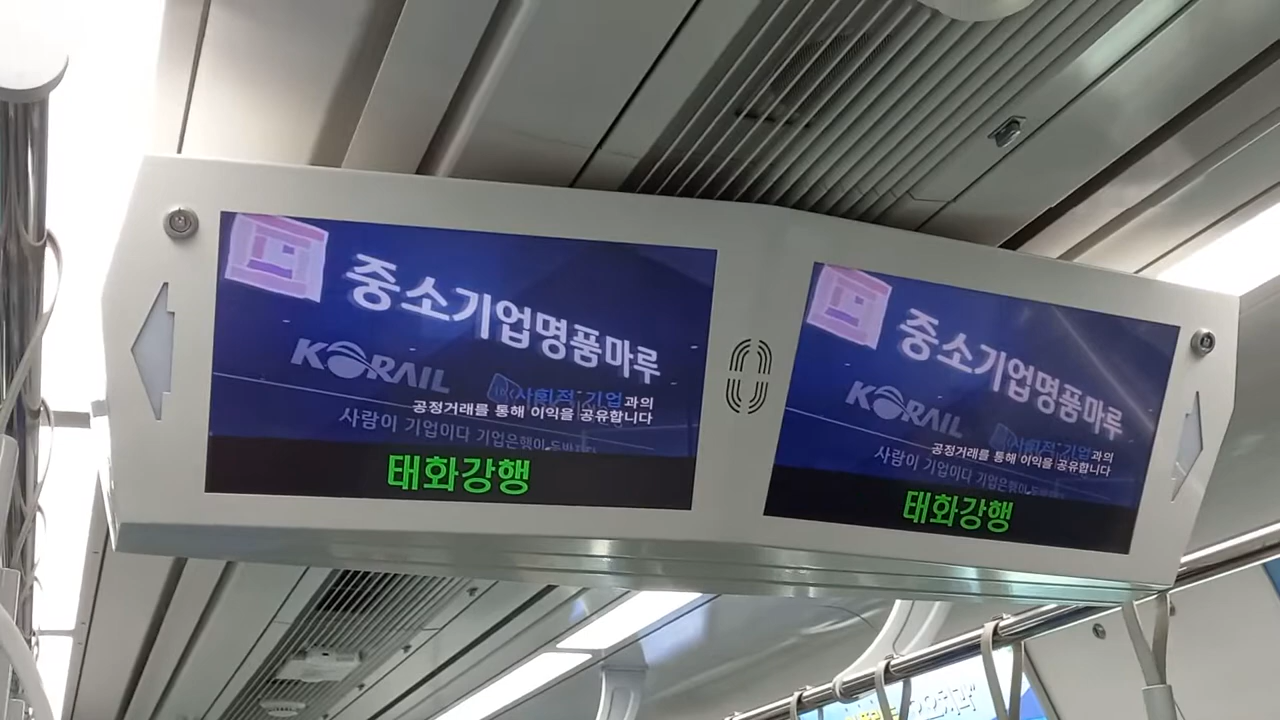 중소기업명품마루
KORAIL
사회적 기업과의
공정거래를 통해 이익을 공유합니다
사람이 기업이다 기업은행이
태화강행
중소기업명품마루
KORAIL
사회적 기업과의
공정거래를 통해 이익을 공유합니다
사람이 기업이다 기업은행이
태화강행